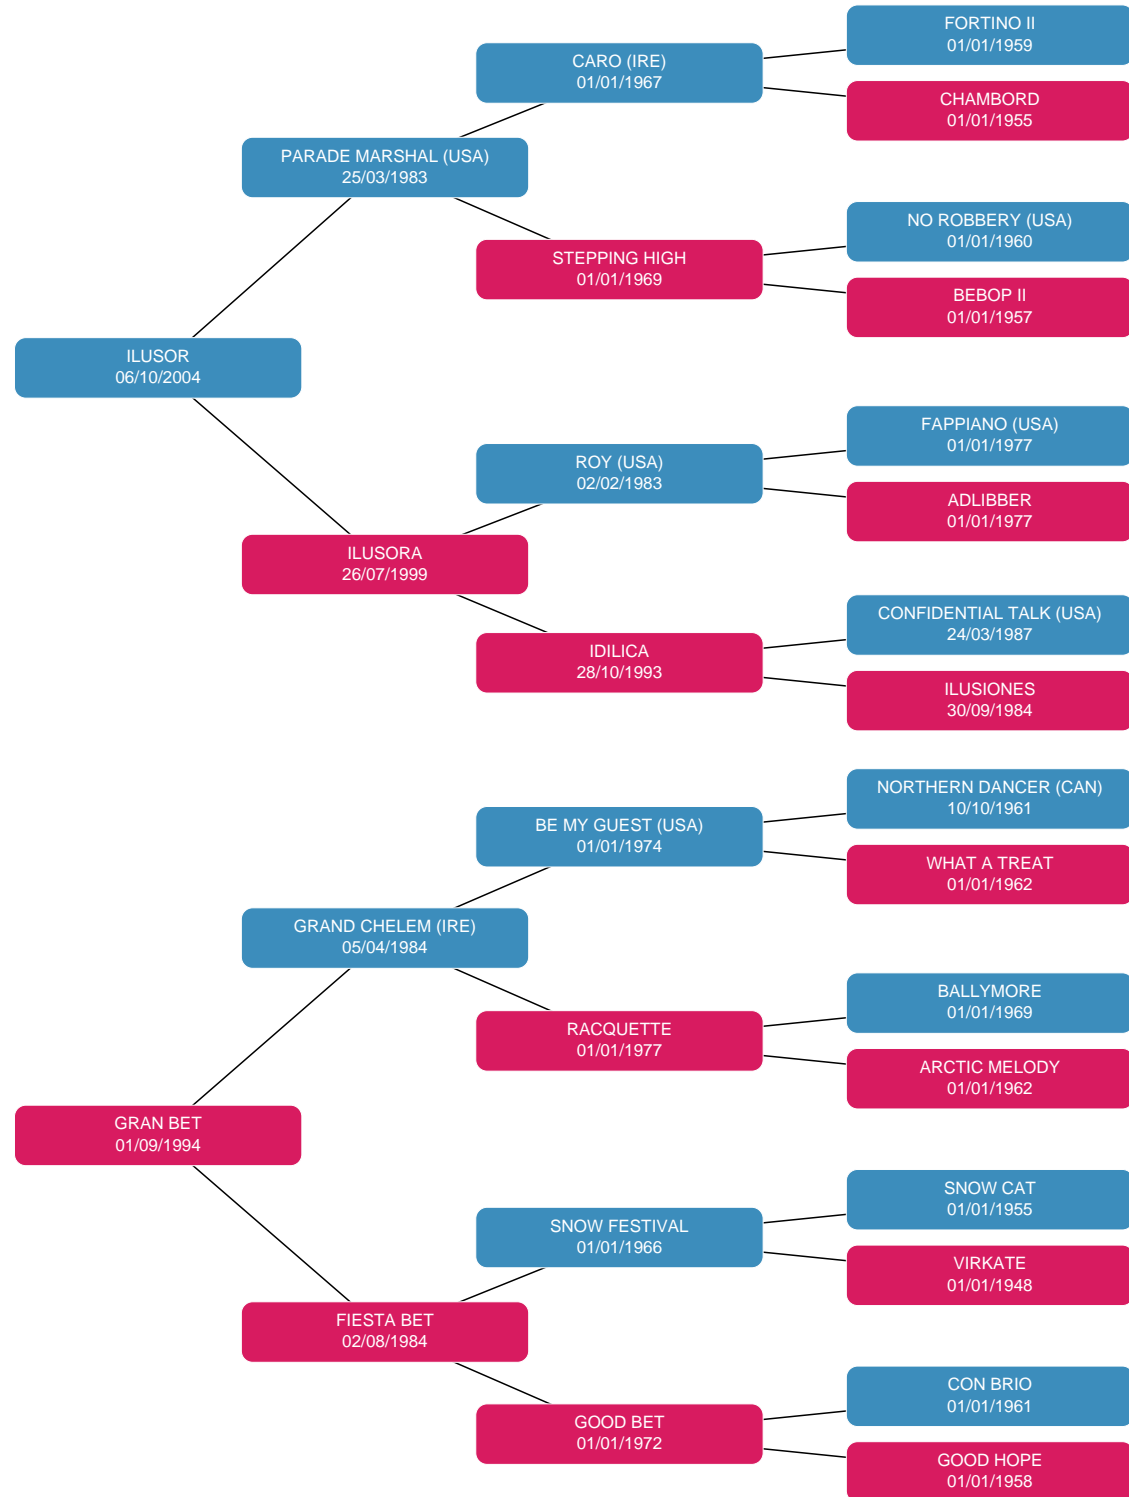 FORTINO II
01/01/1959
CARO (IRE)
01/01/1967
CHAMBORD
01/01/1955
PARADE MARSHAL (USA)
25/03/1983
NO ROBBERY (USA)
01/01/1960
STEPPING HIGH
01/01/1969
BEBOP II
01/01/1957
ILUSOR
06/10/2004
FAPPIANO (USA)
01/01/1977
ROY (USA)
02/02/1983
ADLIBBER
01/01/1977
ILUSORA
26/07/1999
CONFIDENTIAL TALK (USA)
24/03/1987
IDILICA
28/10/1993
ILUSIONES
30/09/1984
NORTHERN DANCER (CAN)
10/10/1961
BE MY GUEST (USA)
01/01/1974
WHAT A TREAT
01/01/1962
GRAND CHELEM (IRE)
05/04/1984
BALLYMORE
01/01/1969
RACQUETTE
01/01/1977
ARCTIC MELODY
01/01/1962
GRAN BET
01/09/1994
SNOW CAT
01/01/1955
SNOW FESTIVAL
01/01/1966
VIRKATE
01/01/1948
FIESTA BET
02/08/1984
CON BRIO
01/01/1961
GOOD BET
01/01/1972
GOOD HOPE
01/01/1958